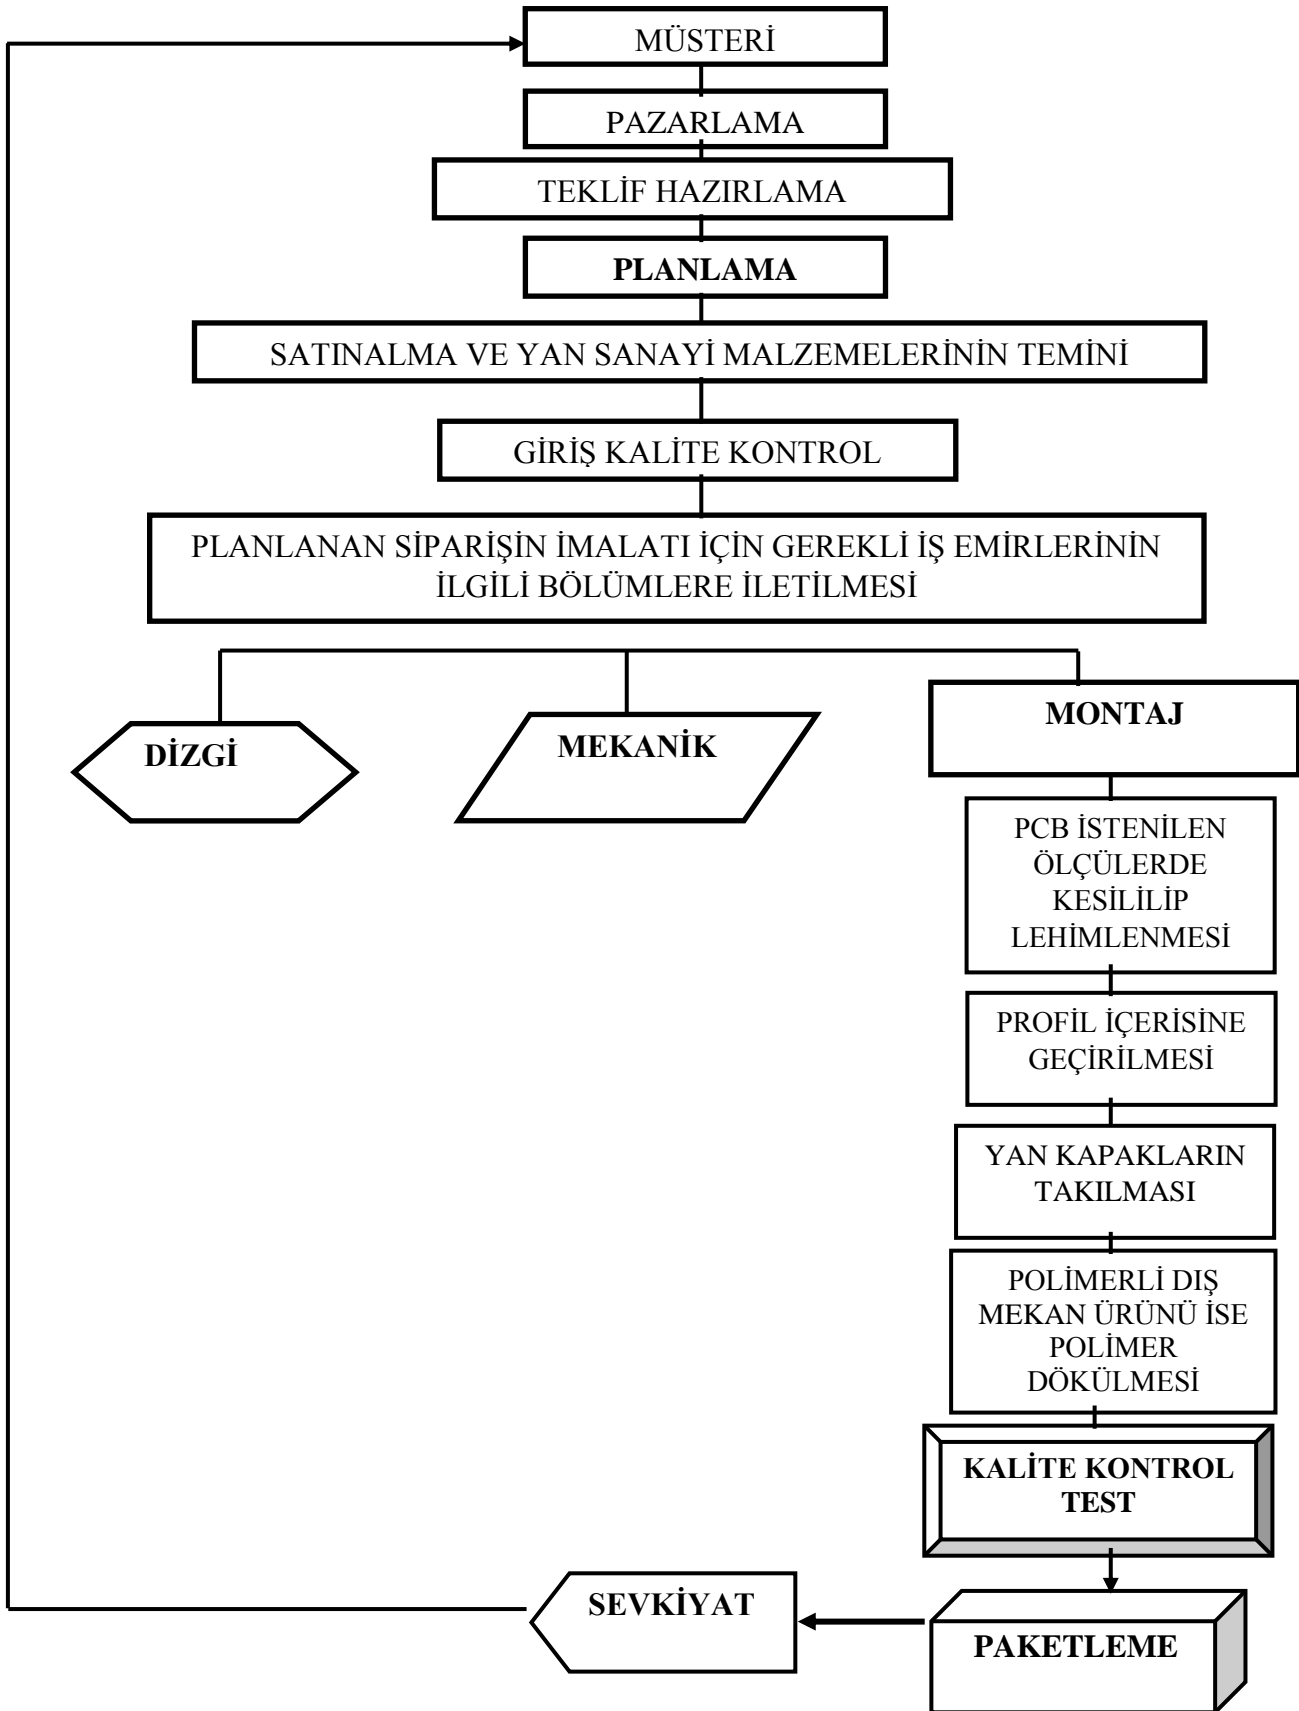 MÜSTERİ
PAZARLAMA
TEKLİF HAZIRLAMA
PLANLAMA
SATINALMA VE YAN SANAYİ MALZEMELERİNİN TEMİNİ
GİRİŞ KALİTE KONTROL
PLANLANAN SİPARİŞİN İMALATI İÇİN GEREKLİ İŞ EMİRLERİNİN
İLGİLİ BÖLÜMLERE İLETİLMESİ
DİZGİ
MEKANİK
MONTAJ
PCB İSTENİLEN
ÖLÇÜLERDE
KESİLİLİP
LEHİMLENMESİ
PROFİL İÇERİSİNE
GEÇİRİLMESİ
YAN KAPAKLARIN
TAKILMASI
POLİMERLİ DIŞ
MEKAN ÜRÜNÜ İSE
POLİMER
DÖKÜLMESİ
KALİTE KONTROL
TEST
PAKETLEME
SEVKİYAT